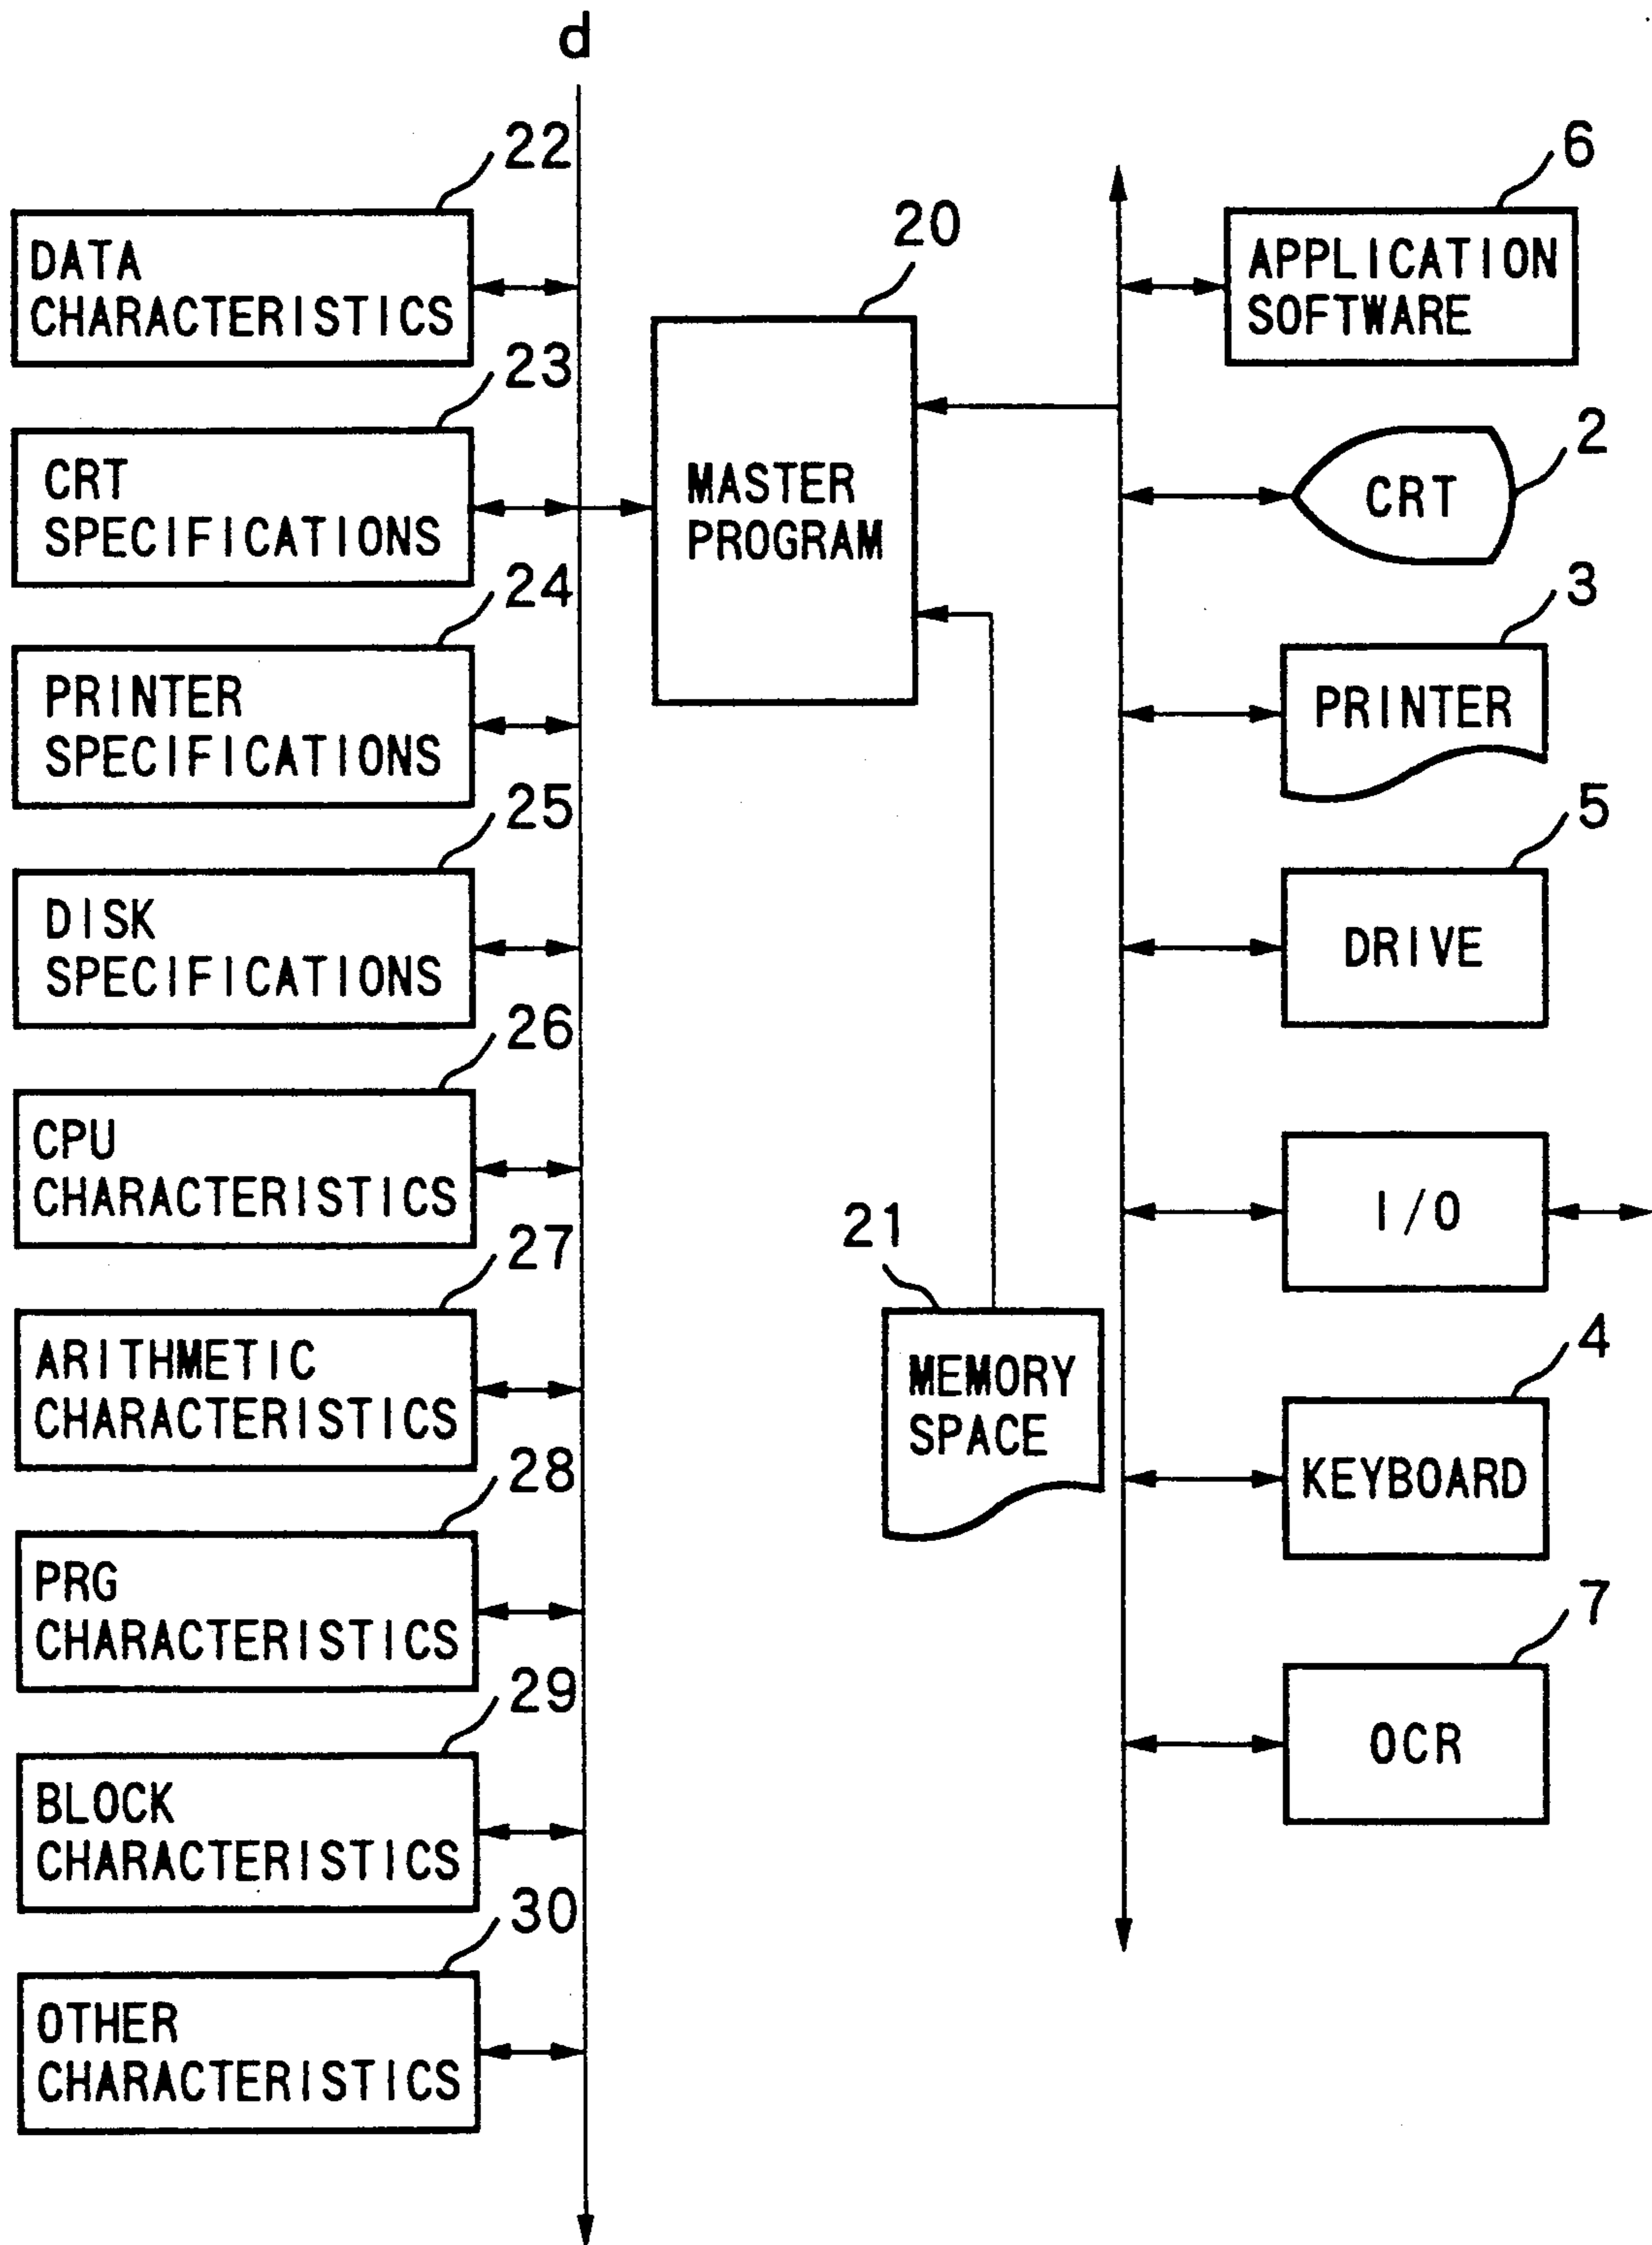 d
22
DATA
CHARACTERISTICS
23
CRT
SPECIFICATIONS
24
PRINTER
SPECIFICATIONS
25
DISK
SPECIFICATIONS
26
CPU
CHARACTERISTICS
27
ARITHMETIC
CHARACTERISTICS
28
PRG
CHARACTERISTICS
29
BLOCK
CHARACTERISTICS
30
OTHER
CHARACTERISTICS
20
MASTER
PROGRAM
21
MEMORY
SPACE
6
APPLICATION
SOFTWARE
2
CRT
3
PRINTER
5
DRIVE
I/O
4
KEYBOARD
7
OCR